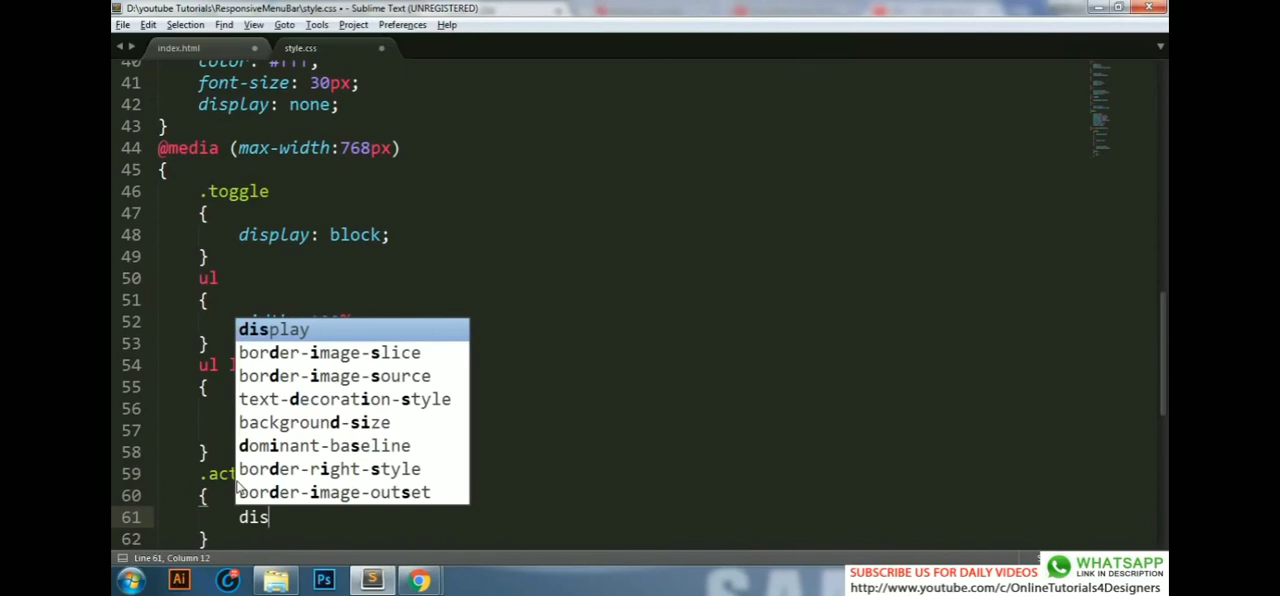 D:\youtube Tutorials\ResponsiveMenuBar\style.css • - Sublime Text (UNREGISTERED)
File Edit Selection Find View Goto Tools Project Preferences Help
index.html style.css
40 color: #fff;
41 font-size: 30px;
42 display: none;
43 }
44 @media (max-width:768px)
45 {
46 .toggle
47 {
48 display: block;
49 }
50 ul
51 {
52
53 }
54 ul
55 {
56
57
58 }
59 .act
60 {
61 dis
62 }
display
border-image-slice
border-image-source
text-decoration-style
background-size
dominant-baseline
border-right-style
border-image-outset
Line 61, Column 12
Ai Ps S
SUBSCRIBE US FOR DAILY VIDEOS
http://www.youtube.com/c/OnlineTutorials4Designers
WHATSAPP
LINK IN DESCRIPTION